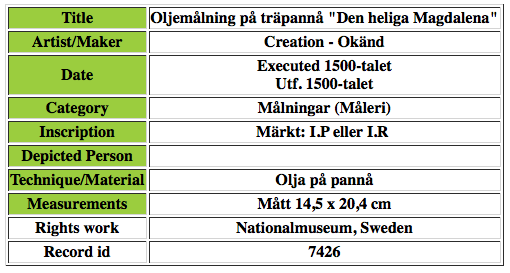 Title Oljemålning på träpannå "Den heliga Magdalena"
Artist/Maker Creation - Okänd
Date Executed 1500-talet
Utf. 1500-talet
Category Målningar (Måleri)
Inscription Märkt: I.P eller I.R
Depicted Person
Technique/Material Olja på pannå
Measurements Mått 14,5 x 20,4 cm
Rights work Nationalmuseum, Sweden
Record id 7426